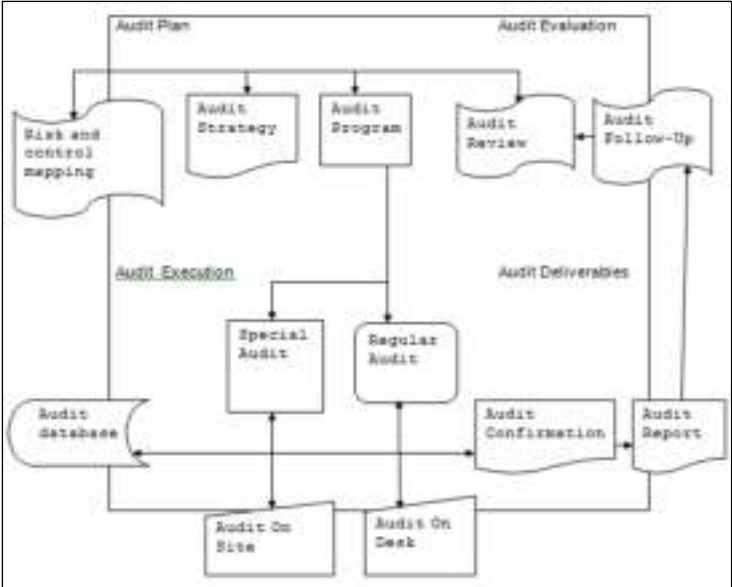 Audit Plan
Audit Evaluation
Risk and
control
mapping
Audit
Strategy
Audit
Program
Audit
Review
Audit
Follow-Up
Audit Execution
Audit Deliverables
Special
Audit
Regular
Audit
Audit
database
Audit
Confirmation
Audit
Report
Audit On
Site
Audit On
Desk